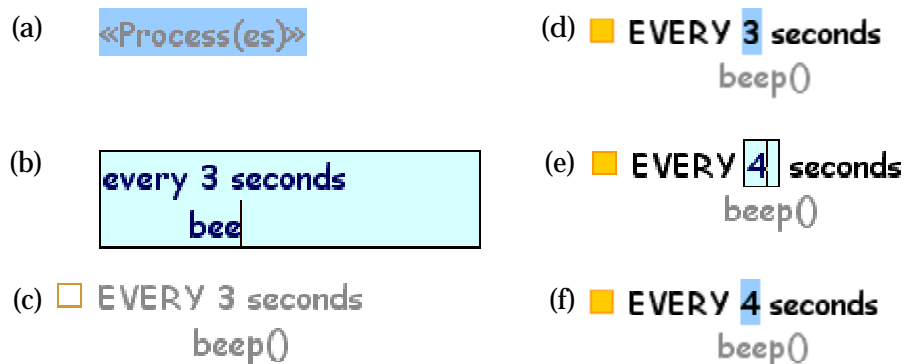 (a) «Process(es)»
(b) every 3 seconds
bee
(c) EVERY 3 seconds
beep()
(d) EVERY 3 seconds
beep()
(e) EVERY 4 seconds
beep()
(f) EVERY 4 seconds
beep()